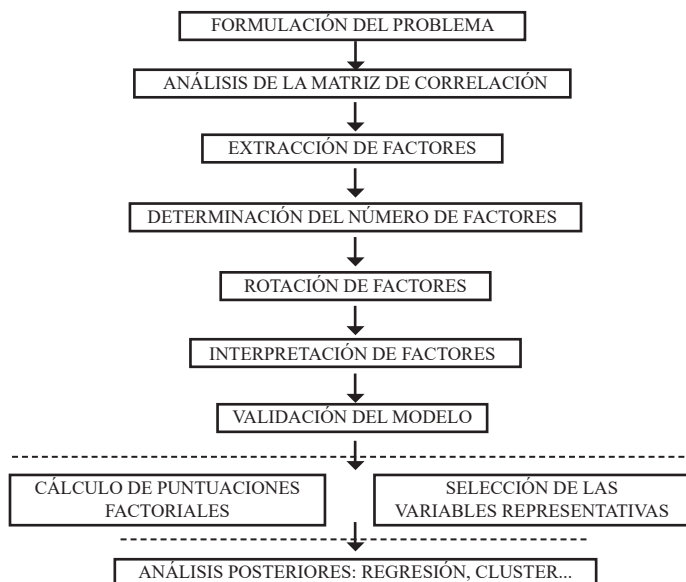 FORMULACIÓN DEL PROBLEMA
ANÁLISIS DE LA MATRIZ DE CORRELACIÓN
EXTRACCIÓN DE FACTORES
DETERMINACIÓN DEL NÚMERO DE FACTORES
ROTACIÓN DE FACTORES
INTERPRETACIÓN DE FACTORES
VALIDACIÓN DEL MODELO
CÁLCULO DE PUNTUACIONES
FACTORIALES
SELECCIÓN DE LAS
VARIABLES REPRESENTATIVAS
ANÁLISIS POSTERIORES: REGRESIÓN, CLUSTER...